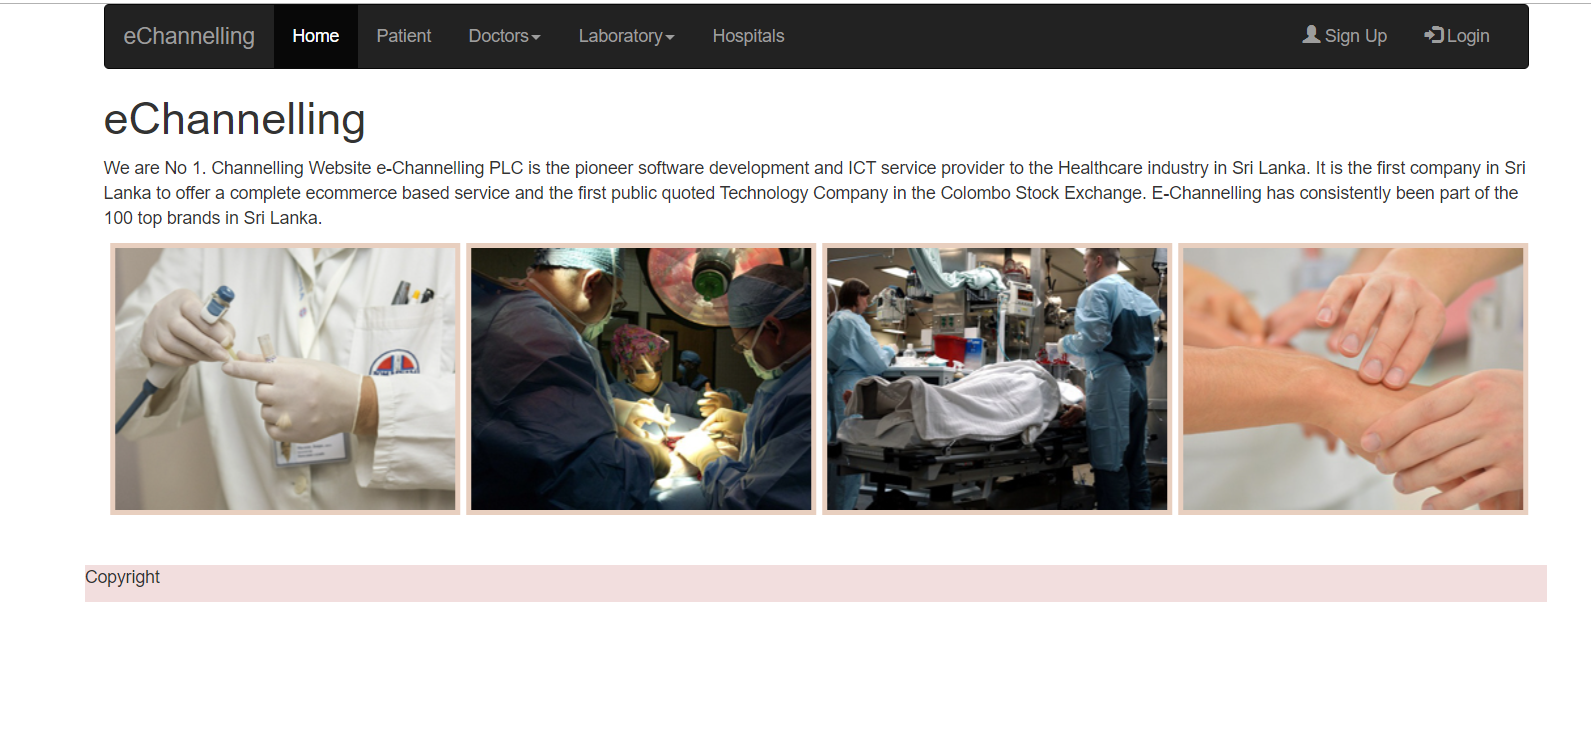 eChannelling Home Patient Doctors Laboratory Hospitals Sign Up Login
eChannelling
We are No 1. Channelling Website e-Channelling PLC is the pioneer software development and ICT service provider to the Healthcare industry in Sri Lanka. It is the first company in Sri
Lanka to offer a complete ecommerce based service and the first public quoted Technology Company in the Colombo Stock Exchange. E-Channelling has consistently been part of the
100 top brands in Sri Lanka.
Copyright